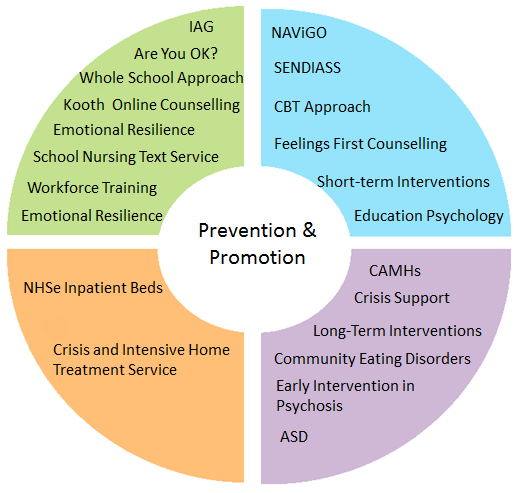 IAG
Are You OK?
Whole School Approach
Kooth Online Counselling
Emotional Resilience
School Nursing Text Service
Workforce Training
Emotional Resilience
NAViGO
SENDIASS
CBT Approach
Feelings First Counselling
Short-term Interventions
Education Psychology
Prevention &
Promotion
NHSe Inpatient Beds
Crisis and Intensive Home
Treatment Service
CAMHs
Crisis Support
Long-Term Interventions
Community Eating Disorders
Early Intervention in
Psychosis
ASD